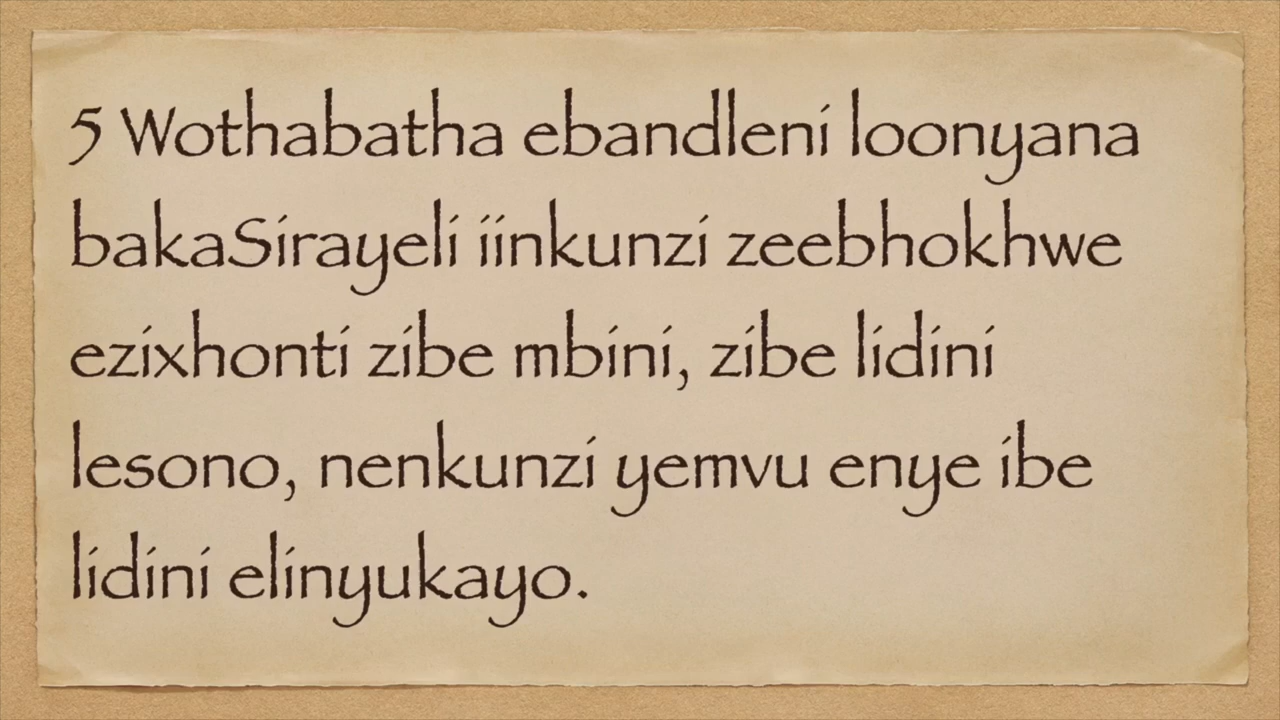 5 Wothabatha ebandleni loonyana
bakaSirayeli iinkunzi zeebhokhwe
ezixhonti zibe mbini, zibe lidini
lesono, nenkunzi yemvu enye ibe
lidini elinyukayo.